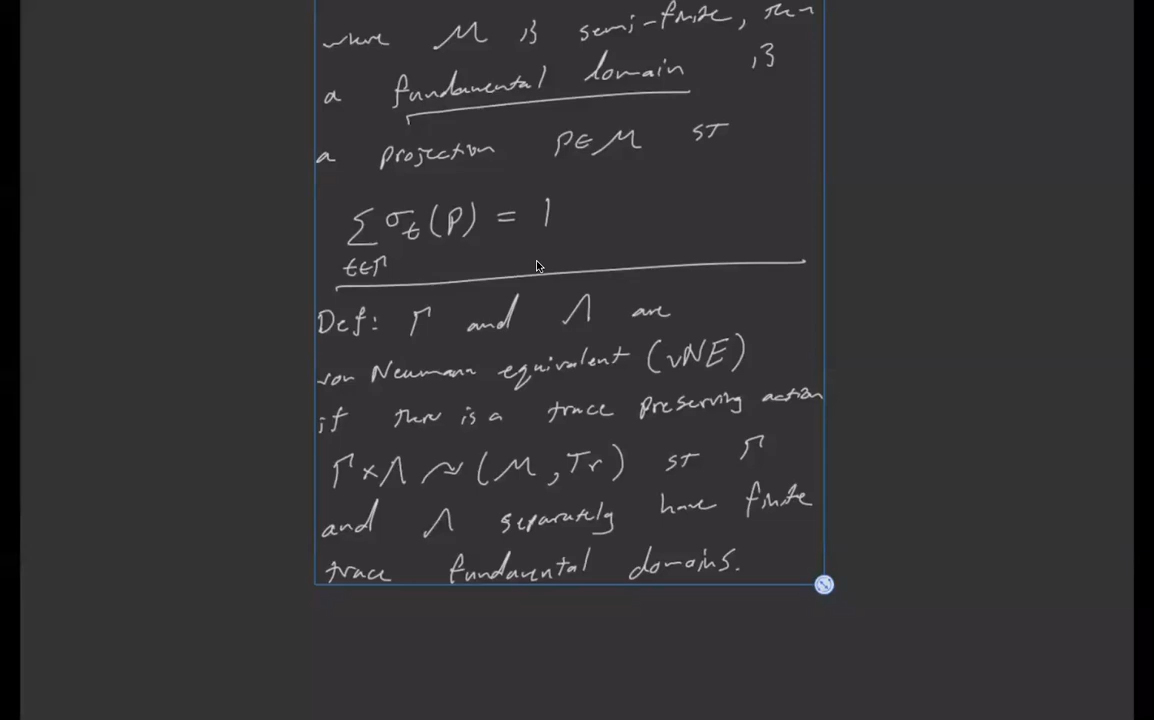 where M is semi-finite, then
a fundamental domain is
a projection p∈M st
∑ σ_t(p) = 1
t∈Γ
Def: Γ and Λ are
von Neumann equivalent (vNE)
if there is a trace preserving action
Γ×Λ ↷ (M, Tr) st Γ
and Λ separately have finite
trace fundamental domains.